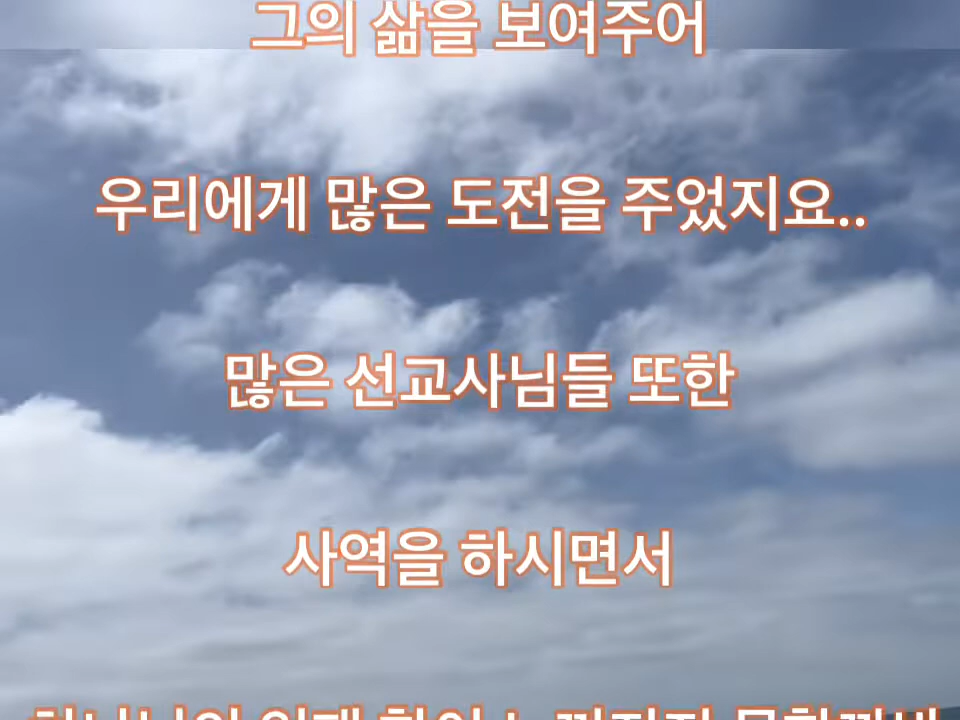 그의 삶을 보여주어
우리에게 많은 도전을 주었지요..
많은 선교사님들 또한
사역을 하시면서